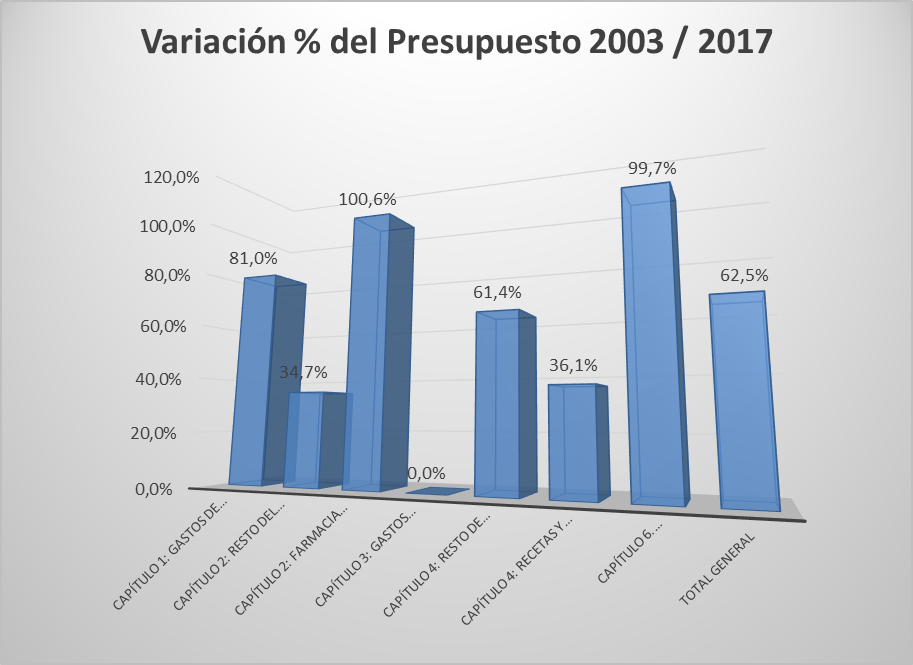 Variación % del Presupuesto 2003 / 2017
120,0%
100,0%
80,0%
60,0%
40,0%
20,0%
0,0%
81,0%
34,7%
100,6%
0,0%
61,4%
36,1%
99,7%
62,5%
CAPÍTULO 1: GASTOS DE…
CAPÍTULO 2: RESTO DEL…
CAPÍTULO 2: FARMACIA…
CAPÍTULO 3: GASTOS…
CAPÍTULO 4: RESTO DE…
CAPÍTULO 4: RECETAS Y…
CAPÍTULO 6….
TOTAL GENERAL